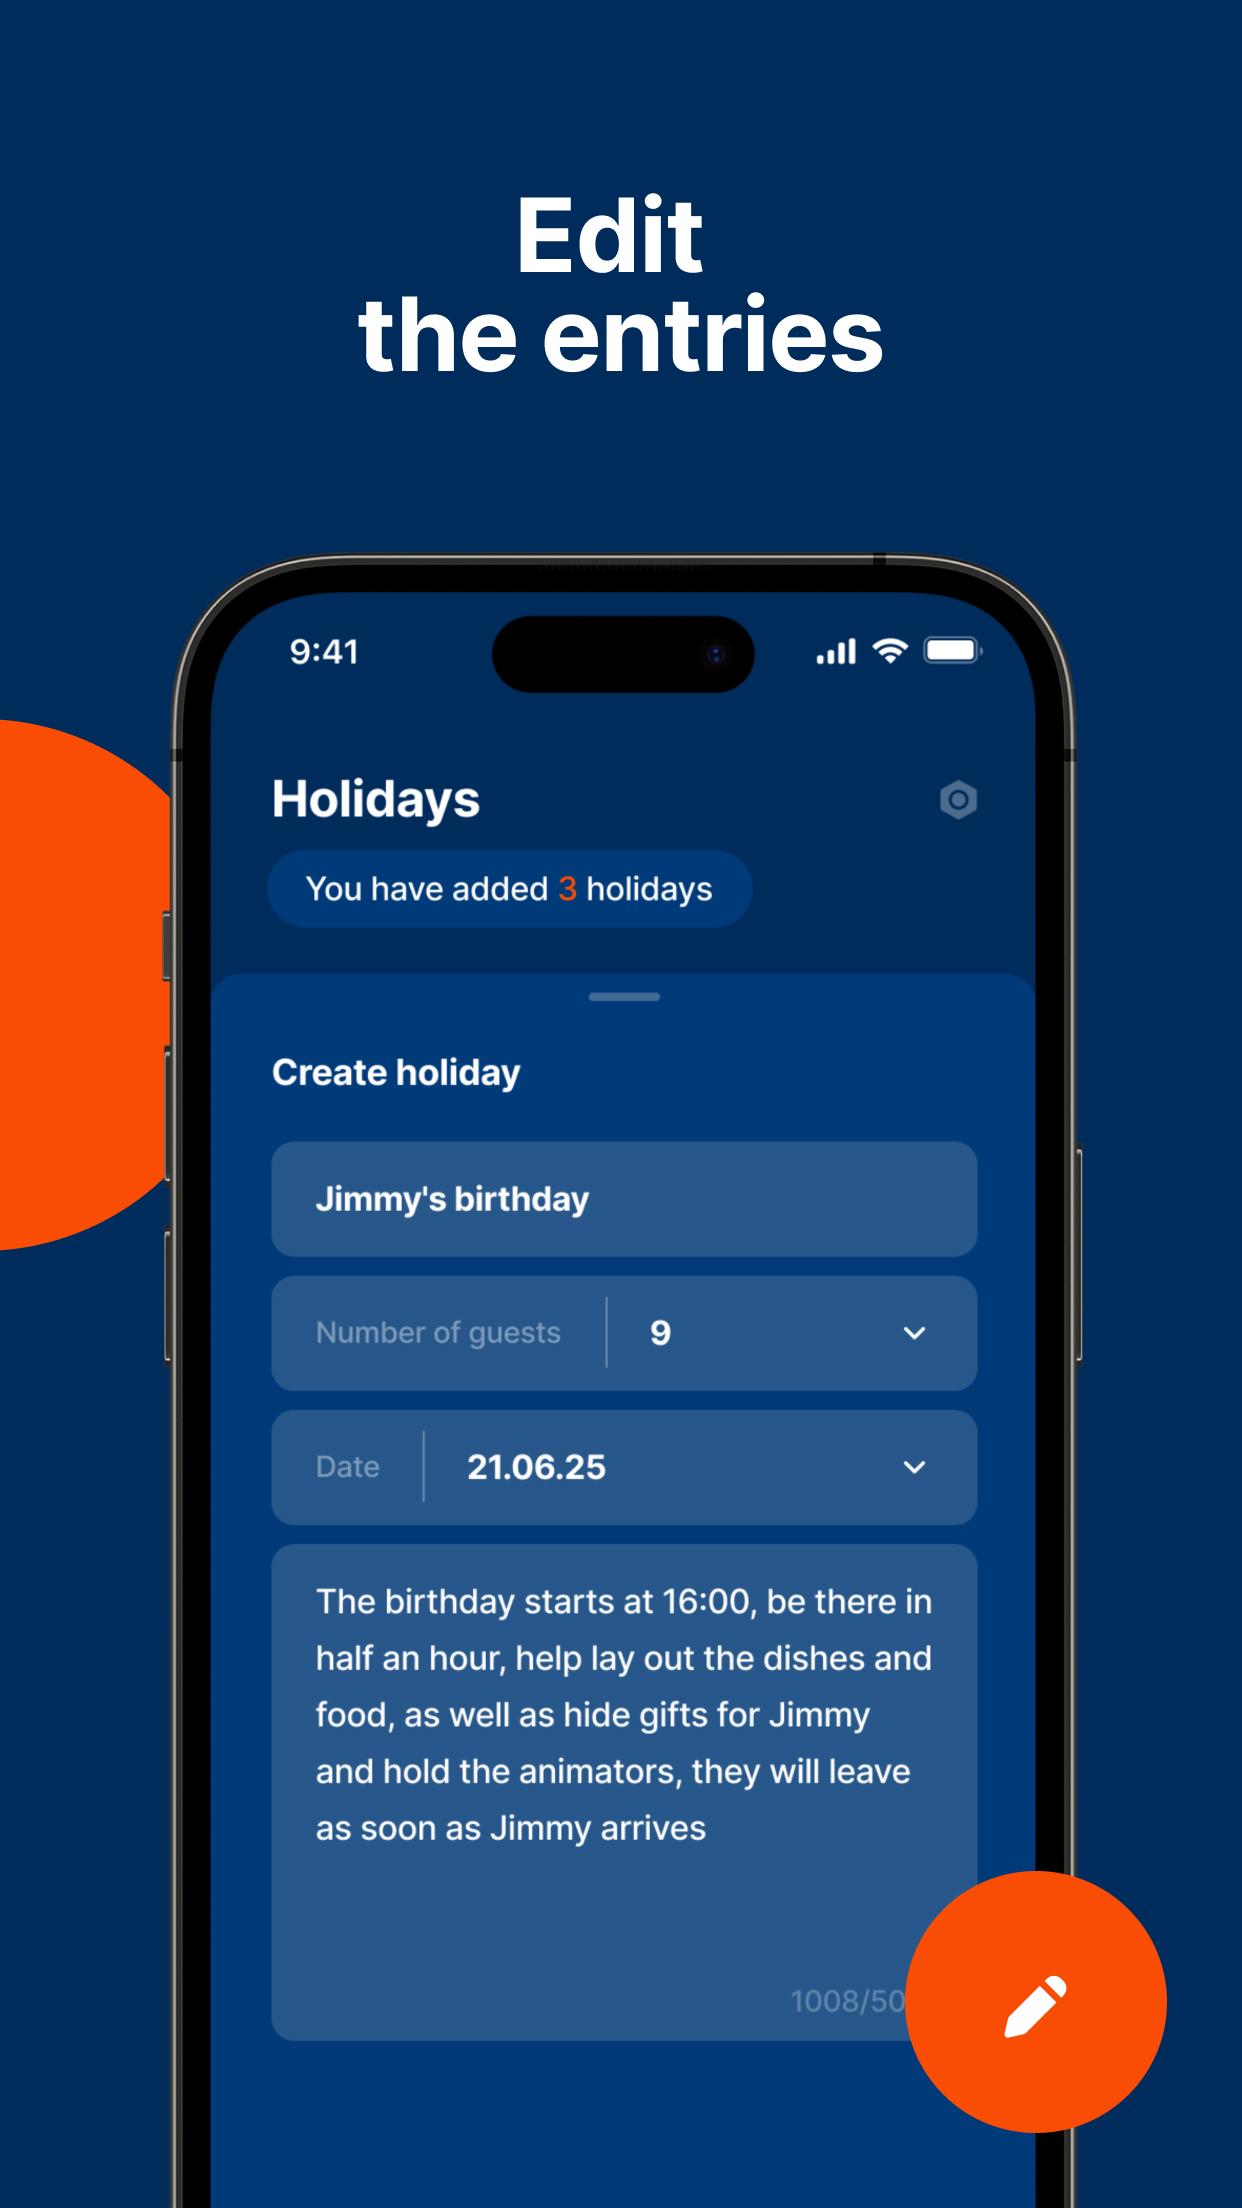 Edit
the entries
9:41
Holidays
You have added 3 holidays
Create holiday
Jimmy's birthday
Number of guests 9
Date 21.06.25
The birthday starts at 16:00, be there in
half an hour, help lay out the dishes and
food, as well as hide gifts for Jimmy
and hold the animators, they will leave
as soon as Jimmy arrives
1008/50